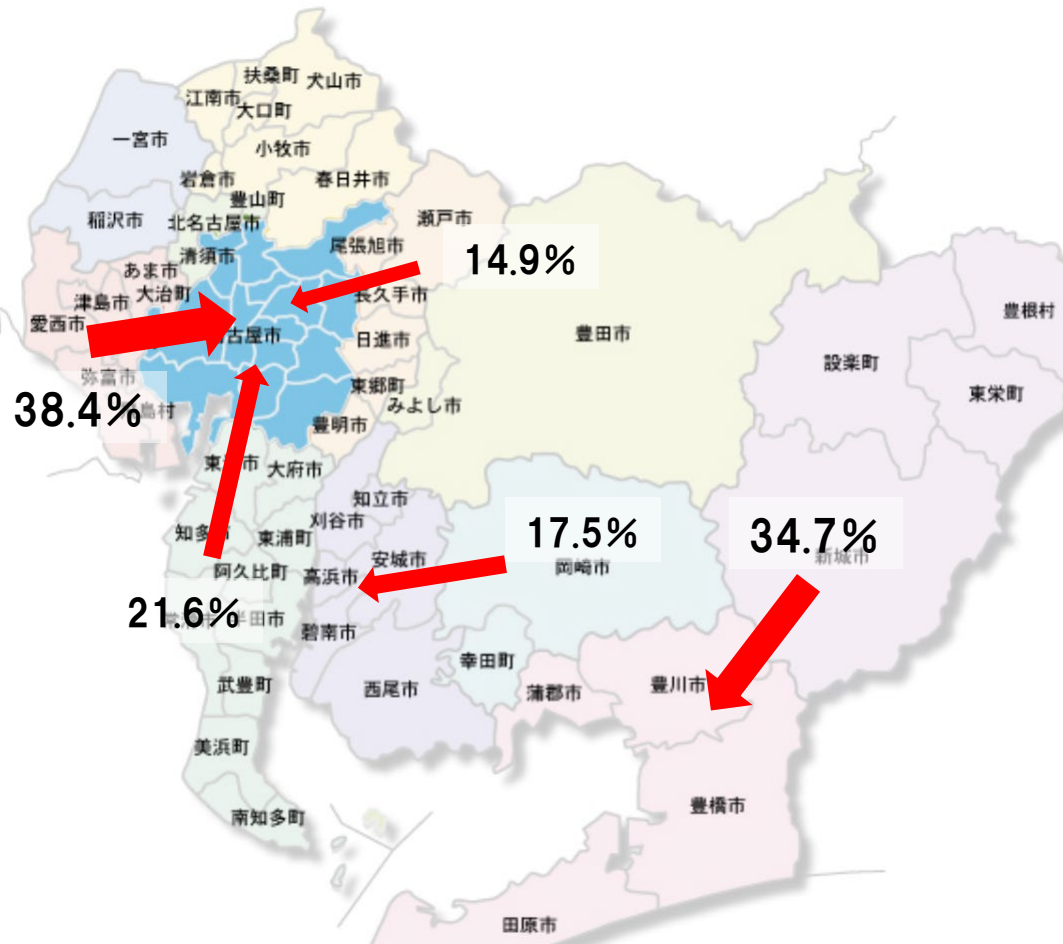 扶桑町
犬山市
江南市
大口町
一宮市
小牧市
岩倉市
春日井市
豊山町
稲沢市
北名古屋市
瀬戸市
尾張旭市
清須市
14.9%
あま市
大治町
長久手市
津島市
愛西市
古屋市
日進市
豊田市
豊根村
設楽町
弥富市
東郷町
みよし市
東栄町
38.4%
島村
豊明市
東
市
大府市
知立市
刈谷市
知多
東浦町
17.5%
34.7%
安城市
新城市
阿久比町
高浜市
岡崎市
21.6%
半田市
碧南市
幸田町
武豊町
西尾市
蒲郡市
豊川市
美浜町
豊橋市
南知多町
田原市